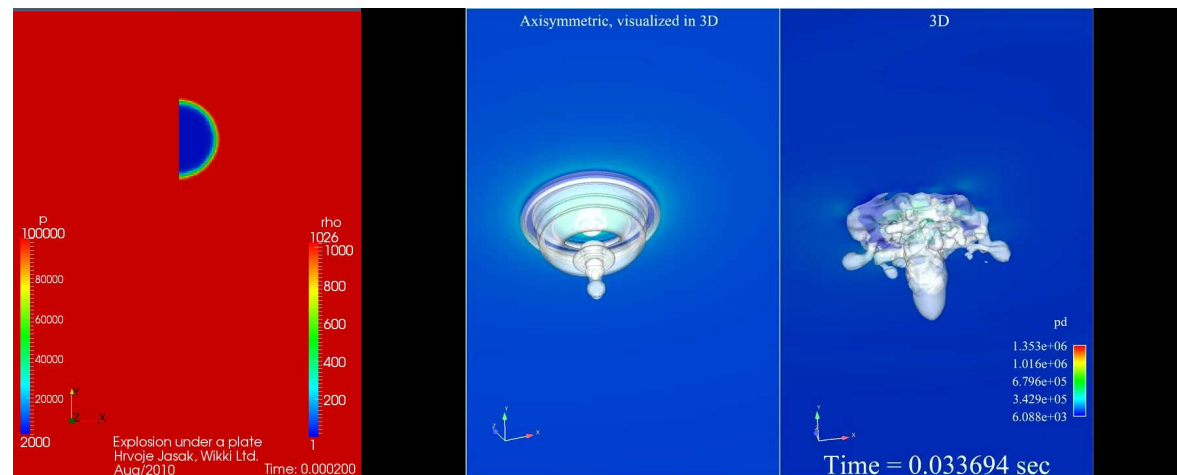 p
100000
80000
60000
40000
20000
2000
rho
1026
1000
800
600
400
200
1
Y
Z X
Explosion under a plate
Hrvoje Jasak, Wikki Ltd.
Aug/2010
Time: 0.000200
Axisymmetric, visualized in 3D
Y
Z
X
3D
pd
1.353e+06
1.016e+06
6.796e+05
3.429e+05
6.088e+03
Y
Z
X
Time = 0.033694 sec